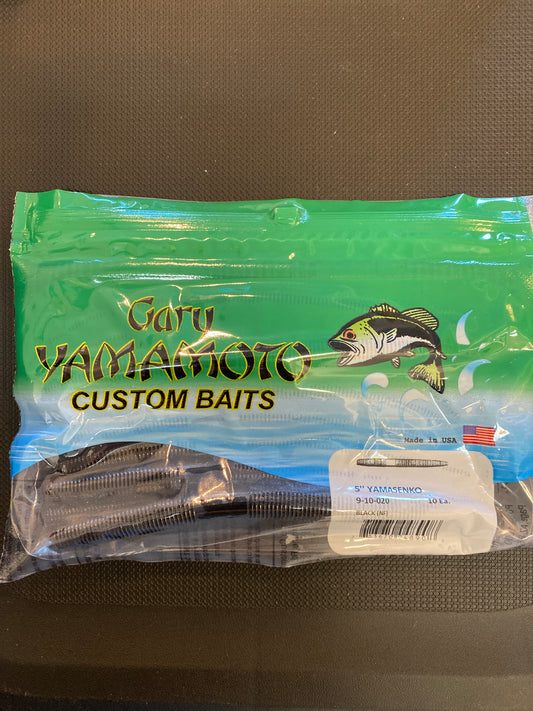 Gary
YAMAMOTO
CUSTOM BAITS
Made in USA
5" YAMASENKO
9-10-020 10 Ea.
BLACK (NF)